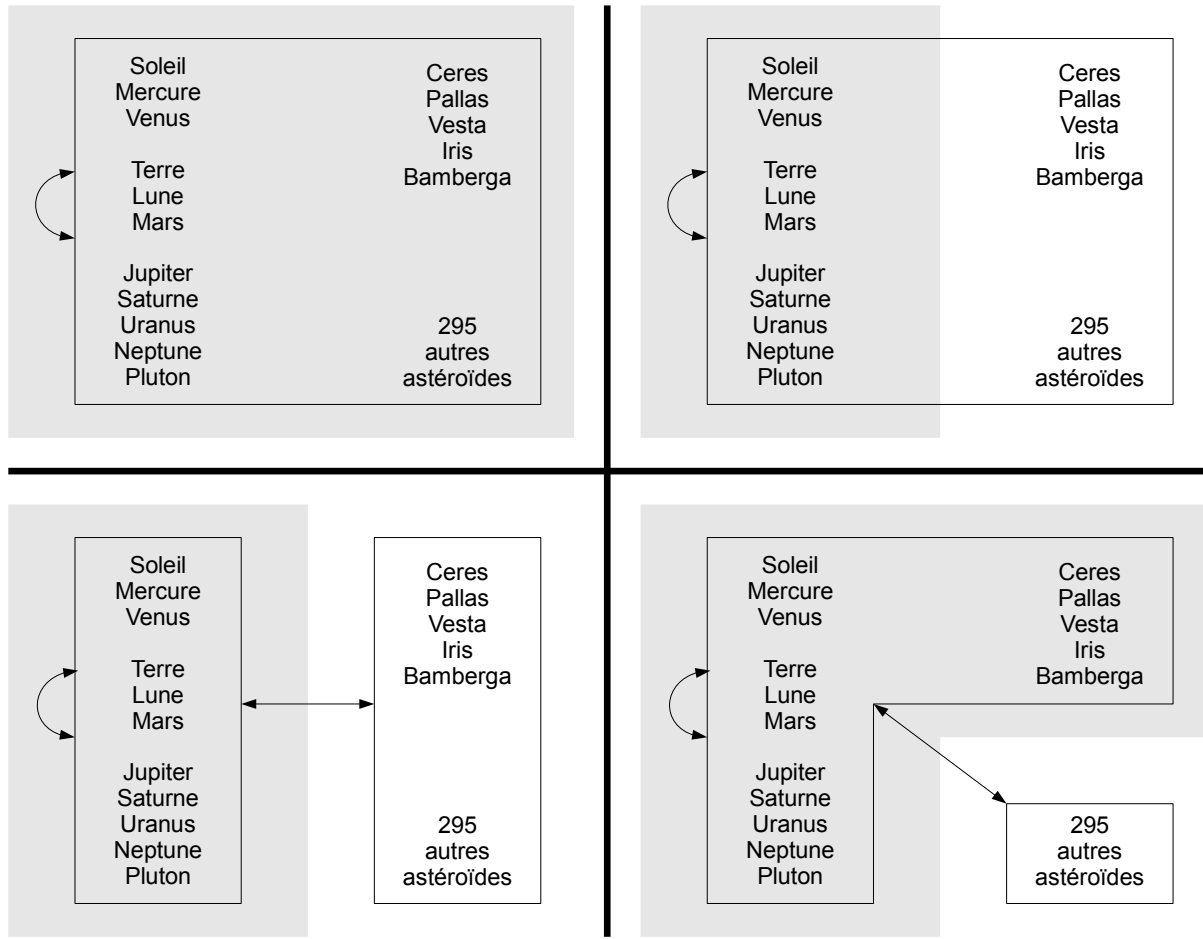 Soleil
Mercure
Venus
Terre
Lune
Mars
Jupiter
Saturne
Uranus
Neptune
Pluton
Ceres
Pallas
Vesta
Iris
Bamberga
295
autres
astéroïdes
Soleil
Mercure
Venus
Terre
Lune
Mars
Jupiter
Saturne
Uranus
Neptune
Pluton
Ceres
Pallas
Vesta
Iris
Bamberga
295
autres
astéroïdes
Soleil
Mercure
Venus
Terre
Lune
Mars
Jupiter
Saturne
Uranus
Neptune
Pluton
Ceres
Pallas
Vesta
Iris
Bamberga
295
autres
astéroïdes
Soleil
Mercure
Venus
Terre
Lune
Mars
Jupiter
Saturne
Uranus
Neptune
Pluton
Ceres
Pallas
Vesta
Iris
Bamberga
295
autres
astéroïdes